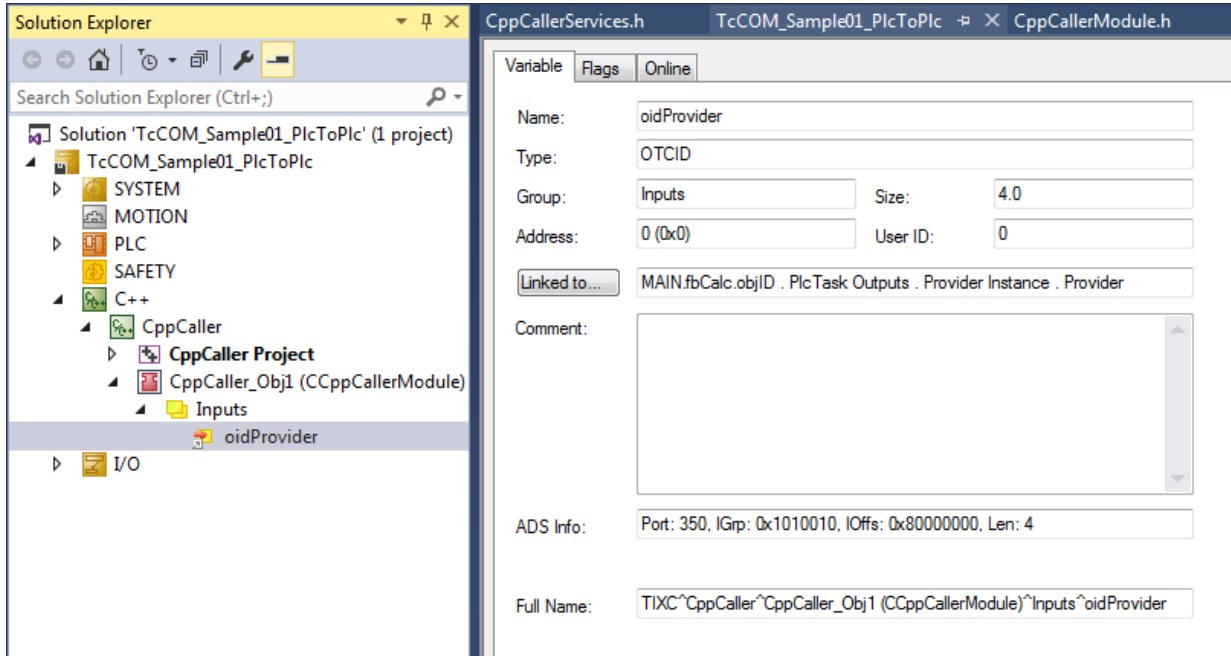 Solution Explorer
Search Solution Explorer (Ctrl+;)
Solution 'TcCOM_Sample01_PlcToPlc' (1 project)
TcCOM_Sample01_PlcToPlc
SYSTEM
MOTION
PLC
SAFETY
C++
CppCaller
CppCaller Project
CppCaller_Obj1 (CCppCallerModule)
Inputs
oidProvider
I/O
CppCallerServices.h TcCOM_Sample01_PlcToPlc CppCallerModule.h
Variable Flags Online
Name: oidProvider
Type: OTCID
Group: Inputs Size: 4.0
Address: 0 (0x0) User ID: 0
Linked to... MAIN.fbCalc.objID . PlcTask Outputs . Provider Instance . Provider
Comment:
ADS Info: Port: 350, IGrp: 0x1010010, IOffs: 0x80000000, Len: 4
Full Name: TIXC^CppCaller^CppCaller_Obj1 (CCppCallerModule)^Inputs^oidProvider